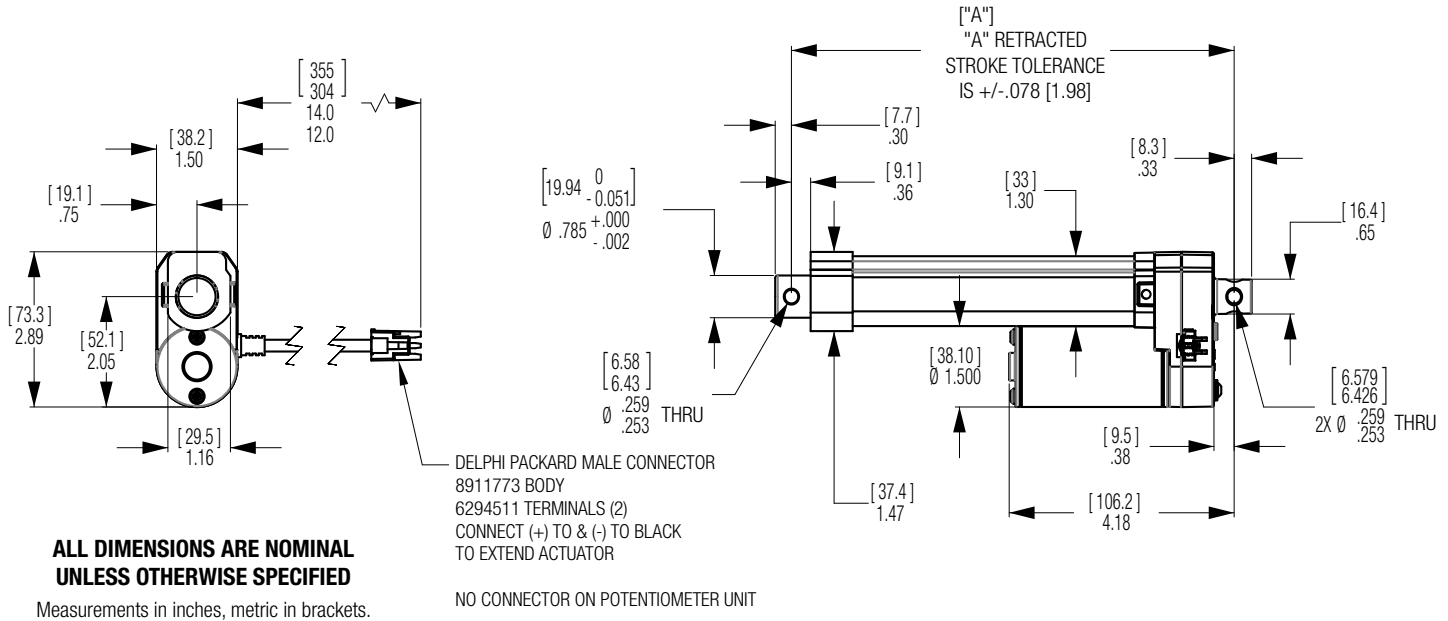 ["A"]
"A" RETRACTED
STROKE TOLERANCE
IS +/-.078 [1.98]
[ 355
304 ]
14.0
12.0
[ 38.2 ]
1.50
[ 19.1 ]
.75
[ 73.3 ]
2.89
[ 52.1 ]
2.05
[ 29.5 ]
1.16
[ 7.7 ]
.30
[ 9.1 ]
.36
[ 33 ]
1.30
[ 8.3 ]
.33
[ 16.4 ]
.65
[19.94 0
- 0.051]
Ø .785 +.000
- .002
[ 6.58
6.43 ]
Ø .259
.253 THRU
[ 38.10 ]
Ø 1.500
[ 37.4 ]
1.47
[ 9.5 ]
.38
[ 106.2 ]
4.18
[ 6.579
6.426 ]
2X Ø .259
.253 THRU
DELPHI PACKARD MALE CONNECTOR
8911773 BODY
6294511 TERMINALS (2)
CONNECT (+) TO & (-) TO BLACK
TO EXTEND ACTUATOR
NO CONNECTOR ON POTENTIOMETER UNIT
ALL DIMENSIONS ARE NOMINAL
UNLESS OTHERWISE SPECIFIED
Measurements in inches, metric in brackets.